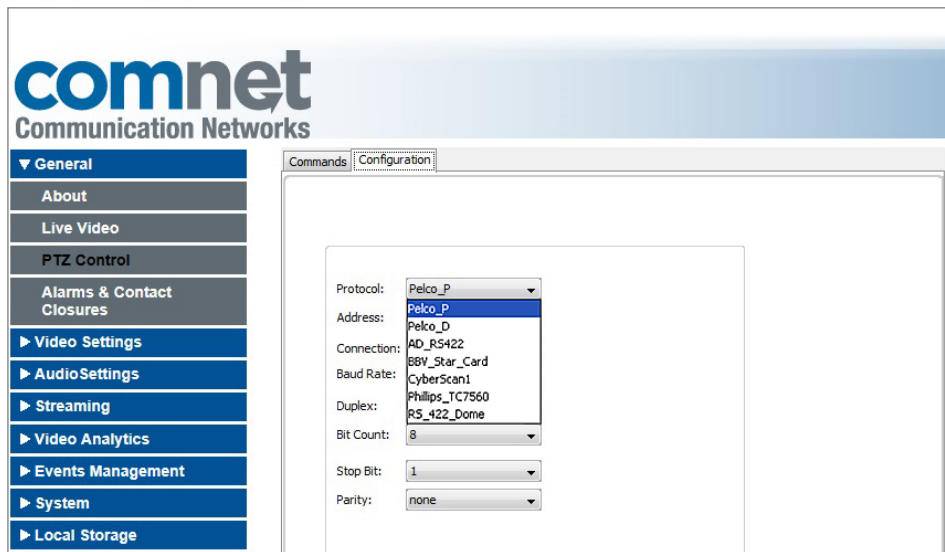 comnet
Communication Networks
▼ General
About
Live Video
PTZ Control
Alarms & Contact
Closures
▶ Video Settings
▶ AudioSettings
▶ Streaming
▶ Video Analytics
▶ Events Management
▶ System
▶ Local Storage
Commands Configuration
Protocol: Pelco_P
Pelco_P
Pelco_D
AD_RS422
BBV_Star_Card
CyberScan1
Philips_TC7560
RS_422_Dome
Address:
Connection:
Baud Rate:
Duplex:
Bit Count: 8
Stop Bit: 1
Parity: none